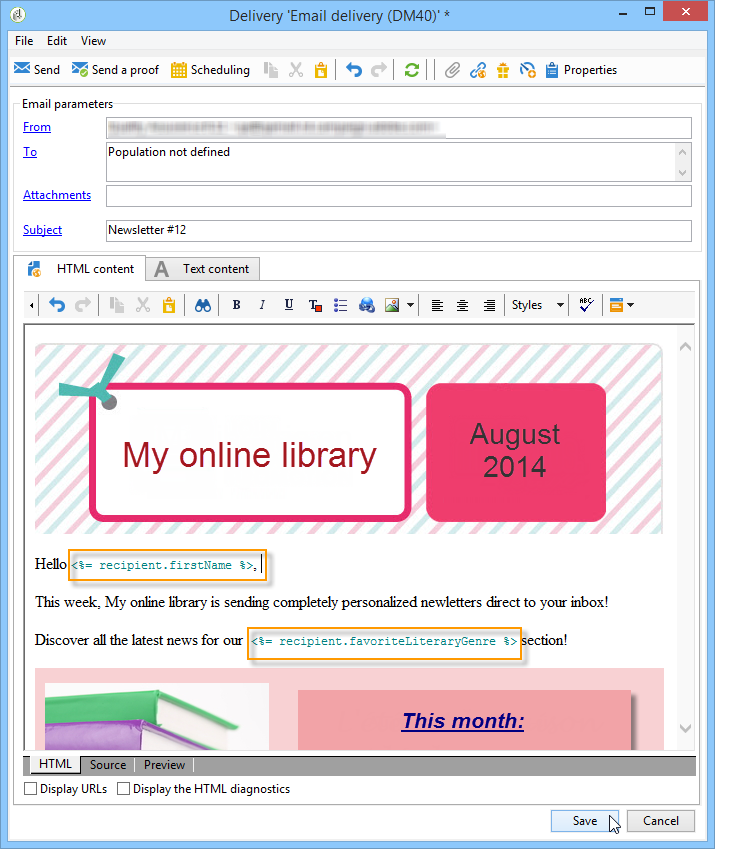 Delivery 'Email delivery (DM40)' *
File Edit View
Send Send a proof Scheduling Properties
Email parameters
From
To Population not defined
Attachments
Subject Newsletter #12
HTML content A Text content
B I U T Styles ABC
My online library
August
2014
Hello <%= recipient.firstName %>,
This week, My online library is sending completely personalized newletters direct to your inbox!
Discover all the latest news for our <%= recipient.favoriteLiteraryGenre %> section!
This month:
HTML Source Preview
Display URLs Display the HTML diagnostics
Save Cancel